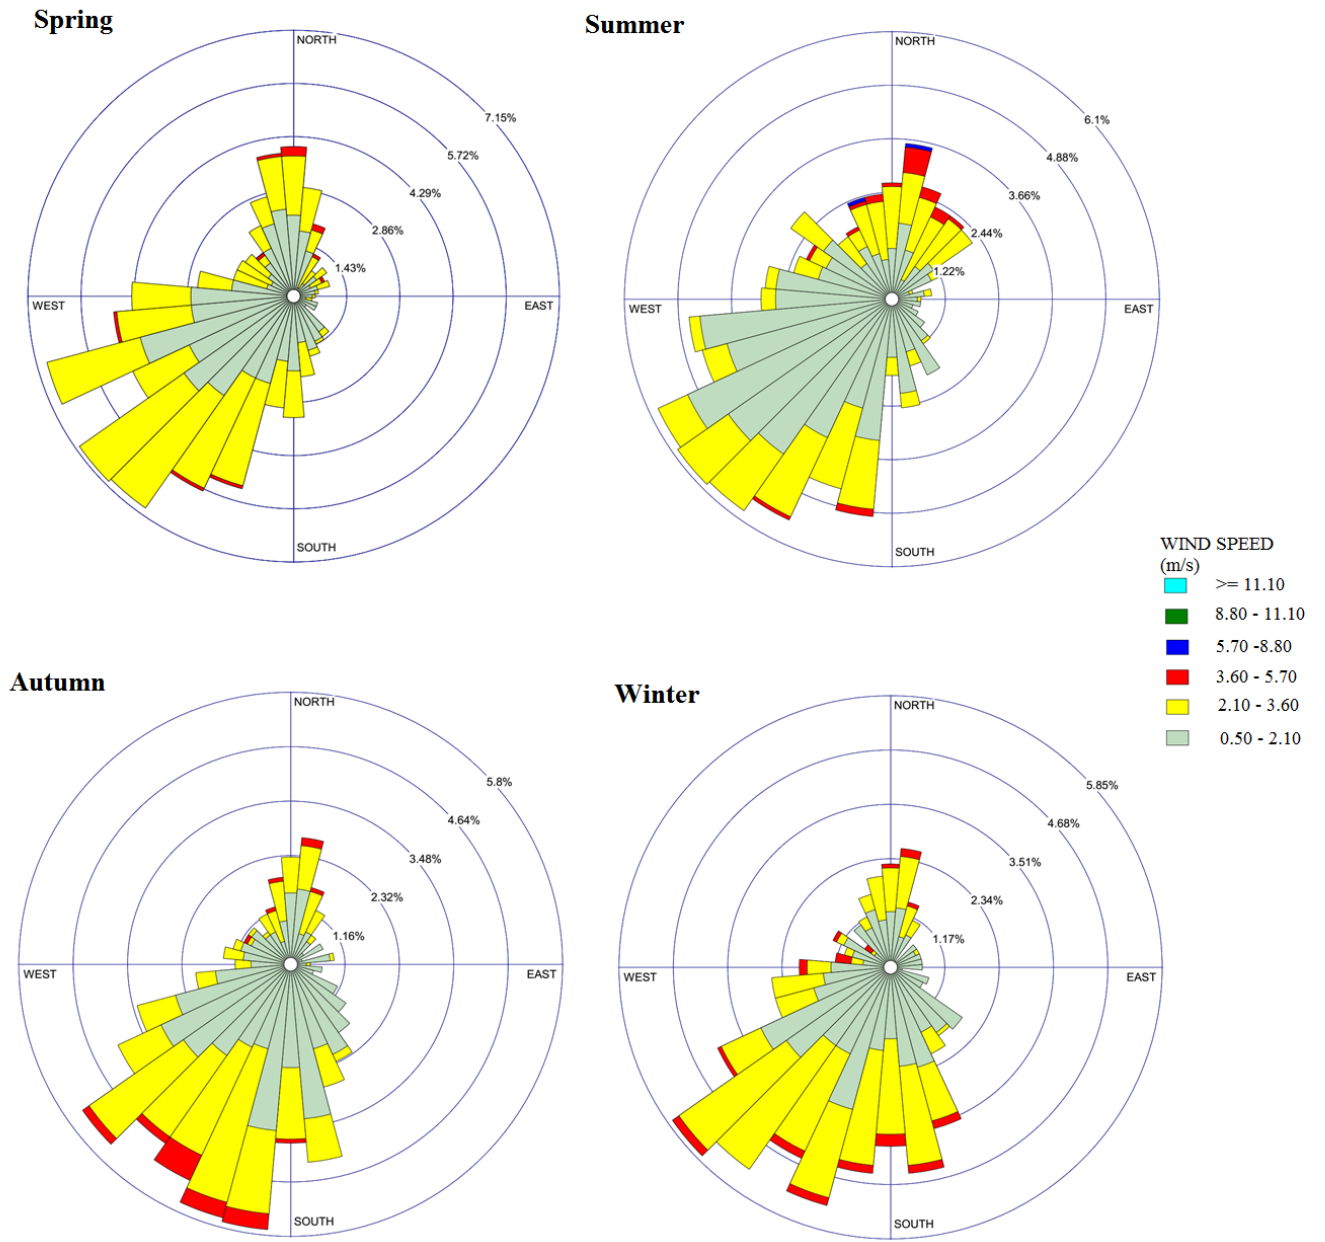 Spring
NORTH
7.15%
5.72%
4.29%
2.86%
1.43%
WEST
EAST
SOUTH
Summer
NORTH
6.1%
4.88%
3.66%
2.44%
1.22%
WEST
EAST
SOUTH
WIND SPEED
(m/s)
>= 11.10
8.80 - 11.10
5.70 -8.80
3.60 - 5.70
2.10 - 3.60
0.50 - 2.10
Autumn
NORTH
5.8%
4.64%
3.48%
2.32%
1.16%
WEST
EAST
SOUTH
Winter
NORTH
5.85%
4.68%
3.51%
2.34%
1.17%
WEST
EAST
SOUTH